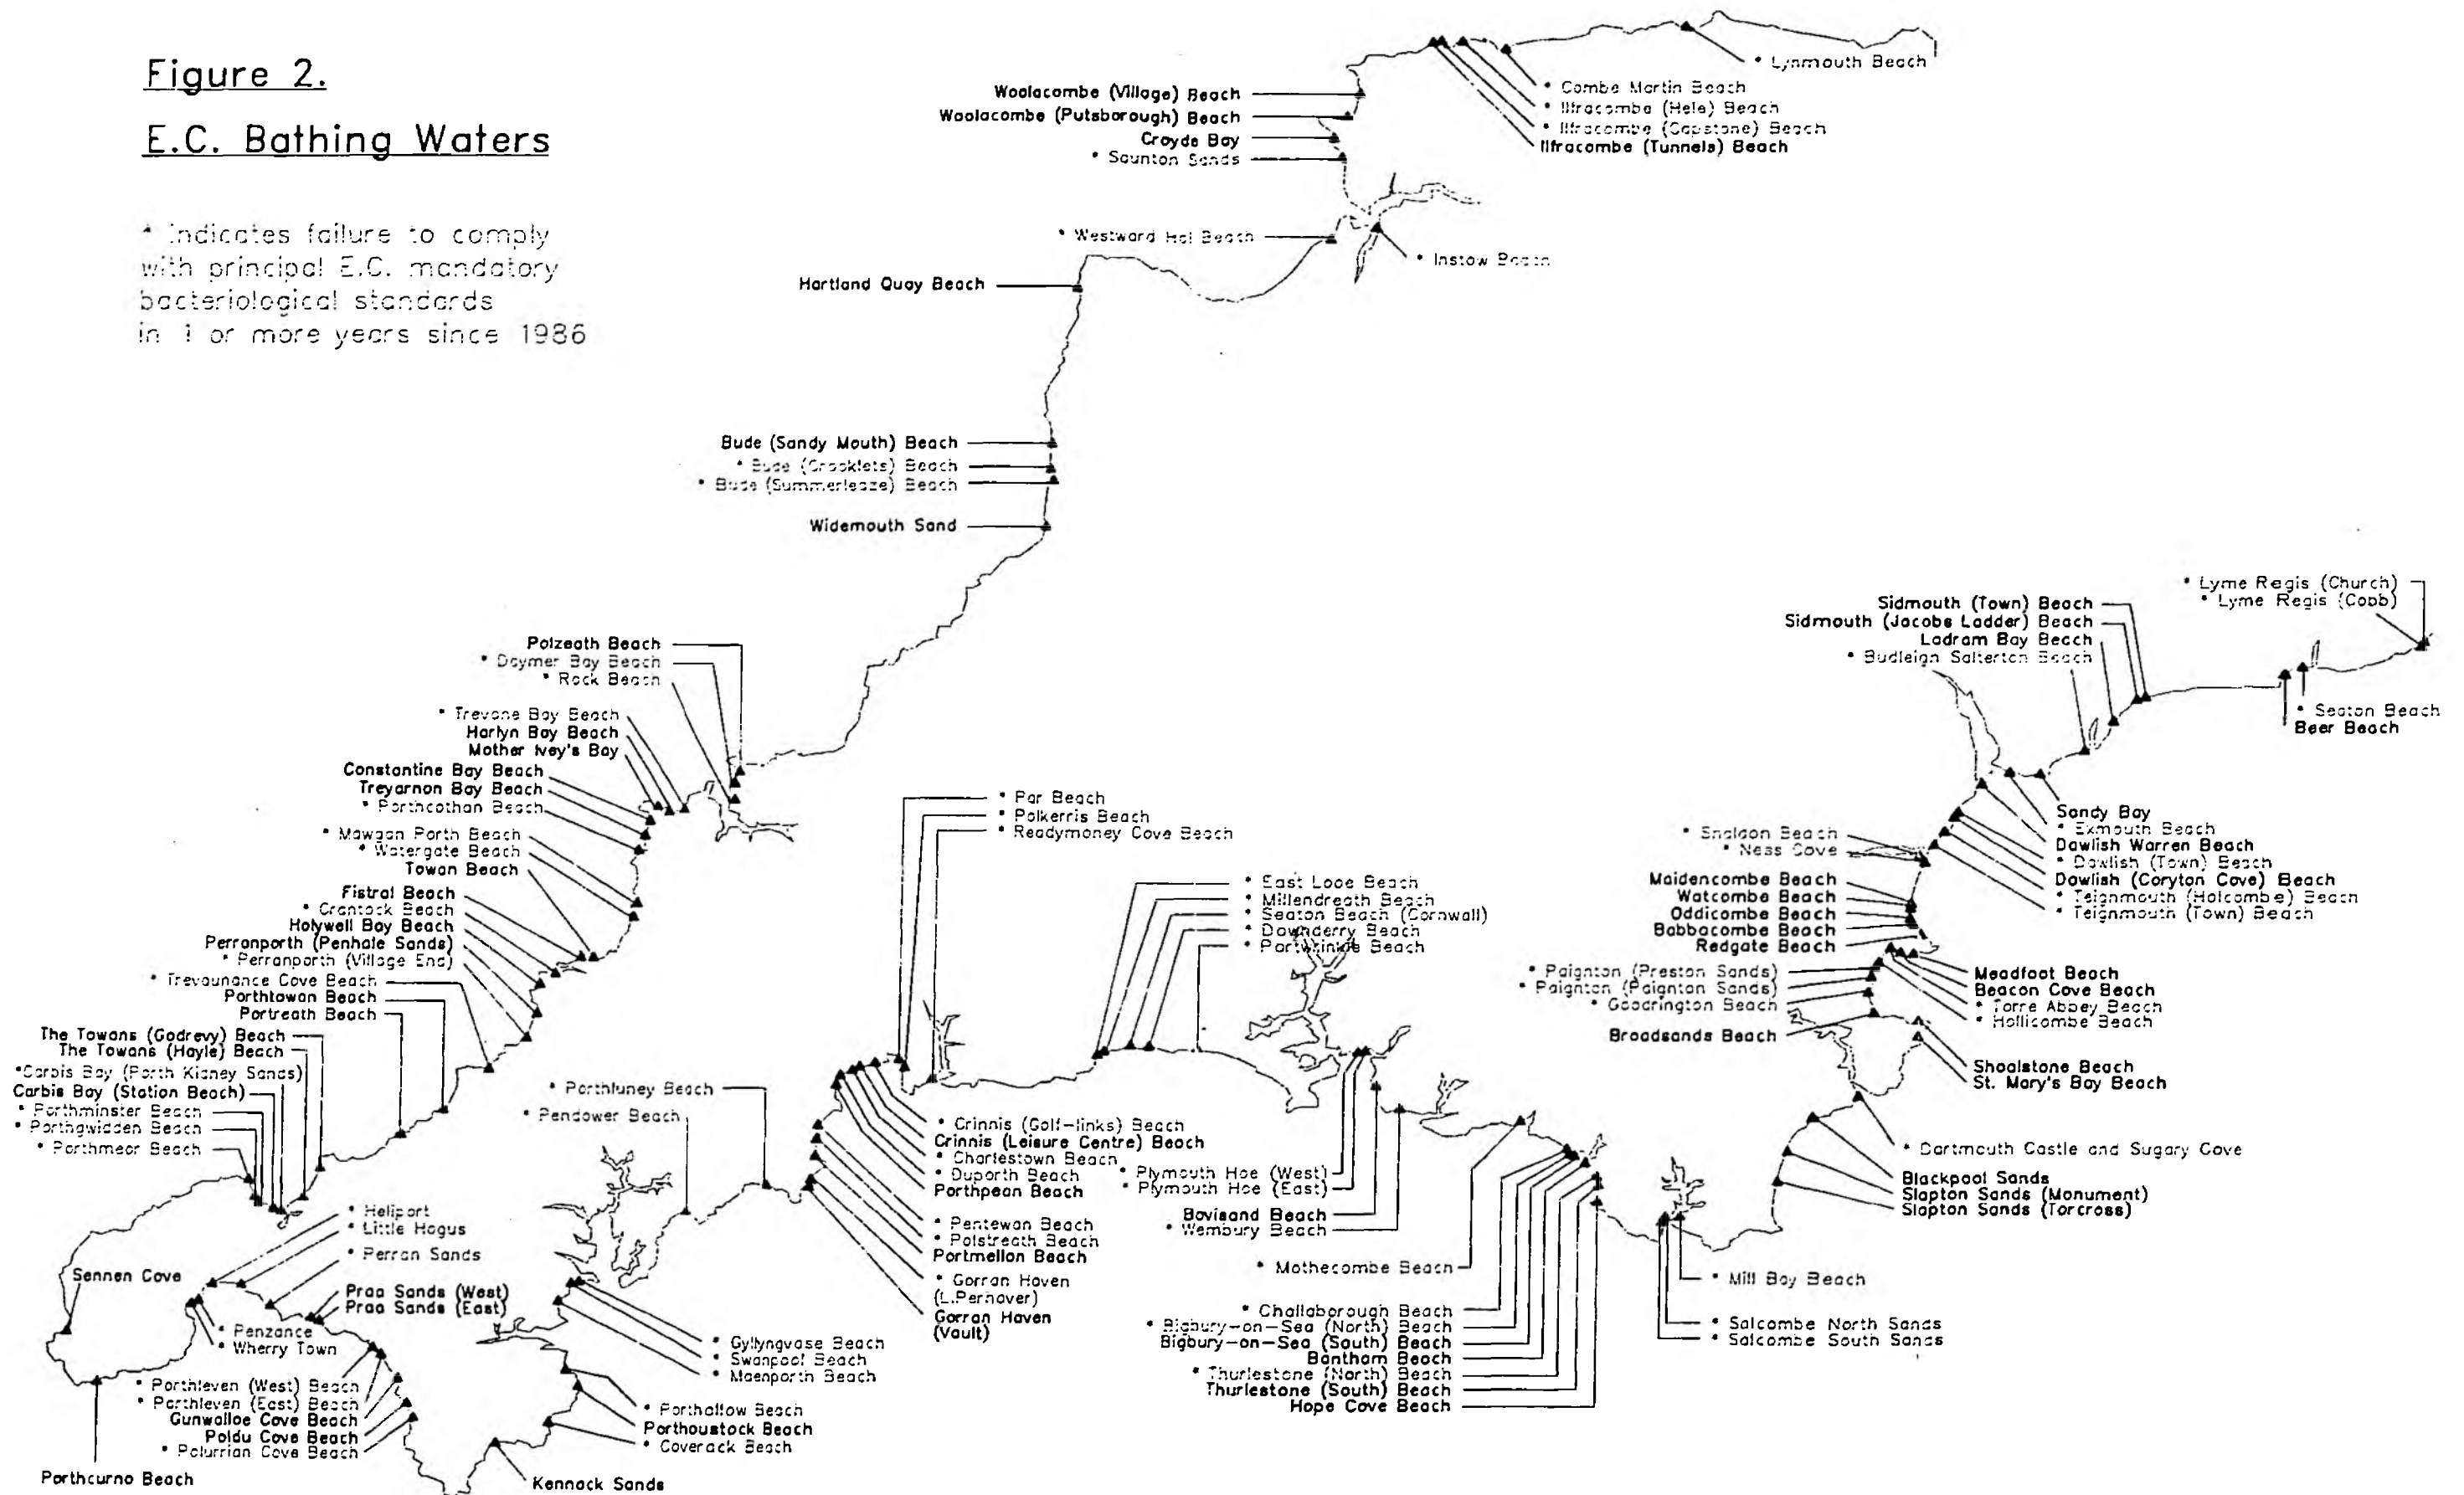 Figure 2.
E.C. Bathing Waters
* Indicates failure to comply
with principal E.C. mandatory
bacteriological standards
in 1 or more years since 1986
* Lynmouth Beach
* Combe Martin Beach
* Ilfracombe (Hele) Beach
* Ilfracombe (Capstone) Beach
Ilfracombe (Tunnels) Beach
Woolacombe (Village) Beach
Woolacombe (Putsborough) Beach
Croyde Bay
* Saunton Sands
* Westward Ho! Beach
* Instow Beach
Hartland Quay Beach
Bude (Sandy Mouth) Beach
* Bude (Crooklets) Beach
* Bude (Summerleaze) Beach
Widemouth Sand
Polzeath Beach
* Daymer Bay Beach
* Rock Beach
* Trevone Bay Beach
Harlyn Bay Beach
Mother Ivey's Bay
Constantine Bay Beach
Treyarnon Bay Beach
* Porthcothan Beach
* Mawgan Porth Beach
* Watergate Beach
Towan Beach
Fistral Beach
* Crantock Beach
Holywell Bay Beach
Perranporth (Penhale Sands)
* Perranporth (Village End)
* Trevaunance Cove Beach
Porthtowan Beach
Portreath Beach
The Towans (Godrevy) Beach
The Towans (Hayle) Beach
*Carbis Bay (Porth Kidney Sands)
Carbis Bay (Station Beach)
* Porthminster Beach
* Porthgwidden Beach
* Porthmeor Beach
Sennen Cove
Porthcurno Beach
* Heliport
* Little Hogus
* Perran Sands
Praa Sands (West)
Praa Sands (East)
* Penzance
* Wherry Town
* Porthleven (West) Beach
* Porthleven (East) Beach
Gunwalloe Cove Beach
Poldu Cove Beach
* Polurrian Cove Beach
Kennack Sands
* Porthallow Beach
Porthoustock Beach
* Coverack Beach
* Gyllyngvase Beach
* Swanpool Beach
* Maenporth Beach
* Porthluney Beach
* Pendower Beach
* Par Beach
* Polkerris Beach
* Readymoney Cove Beach
* Crinnis (Golf-links) Beach
Crinnis (Leisure Centre) Beach
* Charlestown Beach
* Duporth Beach
Porthpean Beach
* Pentewan Beach
* Polstreath Beach
Portmellon Beach
* Gorran Haven
(L.Perhaver)
Gorran Haven
(Vault)
* East Looe Beach
* Millendreath Beach
* Seaton Beach (Cornwall)
* Downderry Beach
* Portwrinkle Beach
* Plymouth Hoe (West)
* Plymouth Hoe (East)
Bovisand Beach
* Wembury Beach
* Mothecombe Beach
* Challaborough Beach
* Bigbury-on-Sea (North) Beach
Bigbury-on-Sea (South) Beach
Bantham Beach
* Thurlestone (North) Beach
Thurlestone (South) Beach
Hope Cove Beach
* Mill Bay Beach
* Salcombe North Sands
* Salcombe South Sands
* Dartmouth Castle and Sugary Cove
Blackpool Sands
Slapton Sands (Monument)
Slapton Sands (Torcross)
* Lyme Regis (Church)
* Lyme Regis (Cobb)
Sidmouth (Town) Beach
Sidmouth (Jacobs Ladder) Beach
Ladram Bay Beach
* Budleigh Salterton Beach
* Seaton Beach
Beer Beach
Sandy Bay
* Exmouth Beach
Dawlish Warren Beach
* Dawlish (Town) Beach
Dawlish (Coryton Cove) Beach
* Teignmouth (Holcombe) Beach
* Teignmouth (Town) Beach
* Shaldon Beach
* Ness Cove
Maidencombe Beach
Watcombe Beach
Oddicombe Beach
Babbacombe Beach
Redgate Beach
* Paignton (Preston Sands)
* Paignton (Paignton Sands)
* Goodrington Beach
Broadsands Beach
Meadfoot Beach
Beacon Cove Beach
* Torre Abbey Beach
* Hollicombe Beach
Shoalstone Beach
St. Mary's Bay Beach